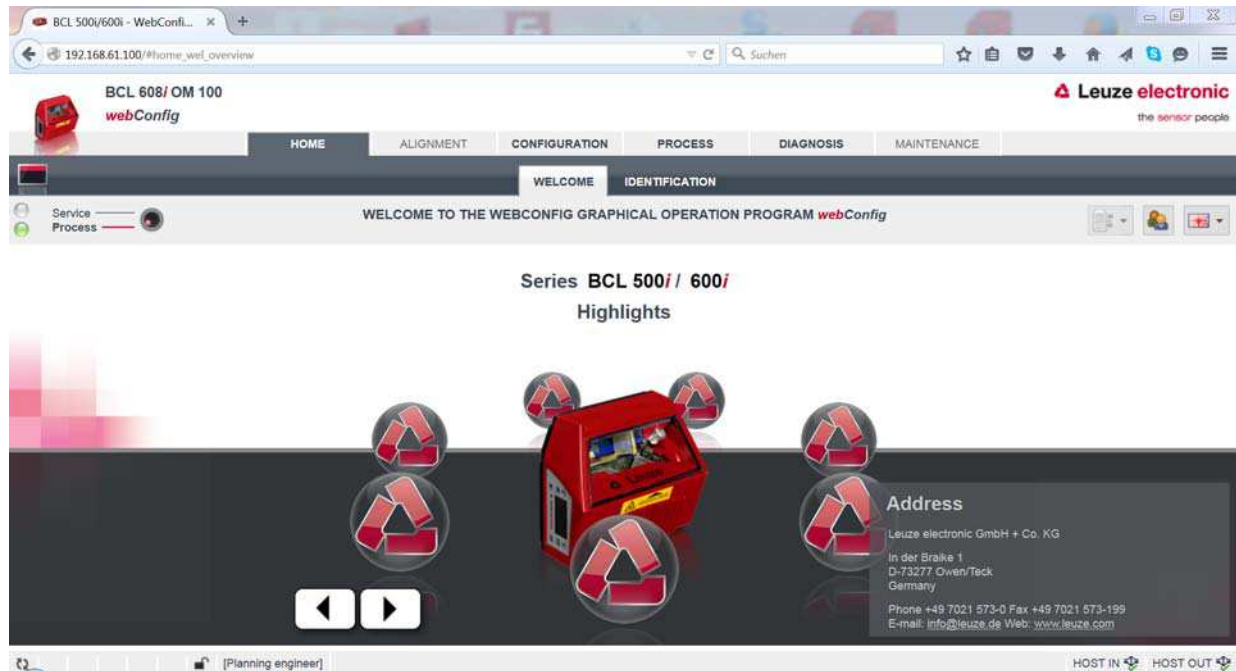 BCL 500i/600i - WebConfi...
192.168.61.100/#home_wel_overview
Suchen
BCL 608i OM 100
webConfig
Leuze electronic
the sensor people
HOME ALIGNMENT CONFIGURATION PROCESS DIAGNOSIS MAINTENANCE
WELCOME IDENTIFICATION
Service
Process
WELCOME TO THE WEBCONFIG GRAPHICAL OPERATION PROGRAM webConfig
Series BCL 500i / 600i
Highlights
Leuze
Address
Leuze electronic GmbH + Co. KG
In der Braike 1
D-73277 Owen/Teck
Germany
Phone +49 7021 573-0 Fax +49 7021 573-199
E-mail: info@leuze.de Web: www.leuze.com
[Planning engineer]
HOST IN HOST OUT